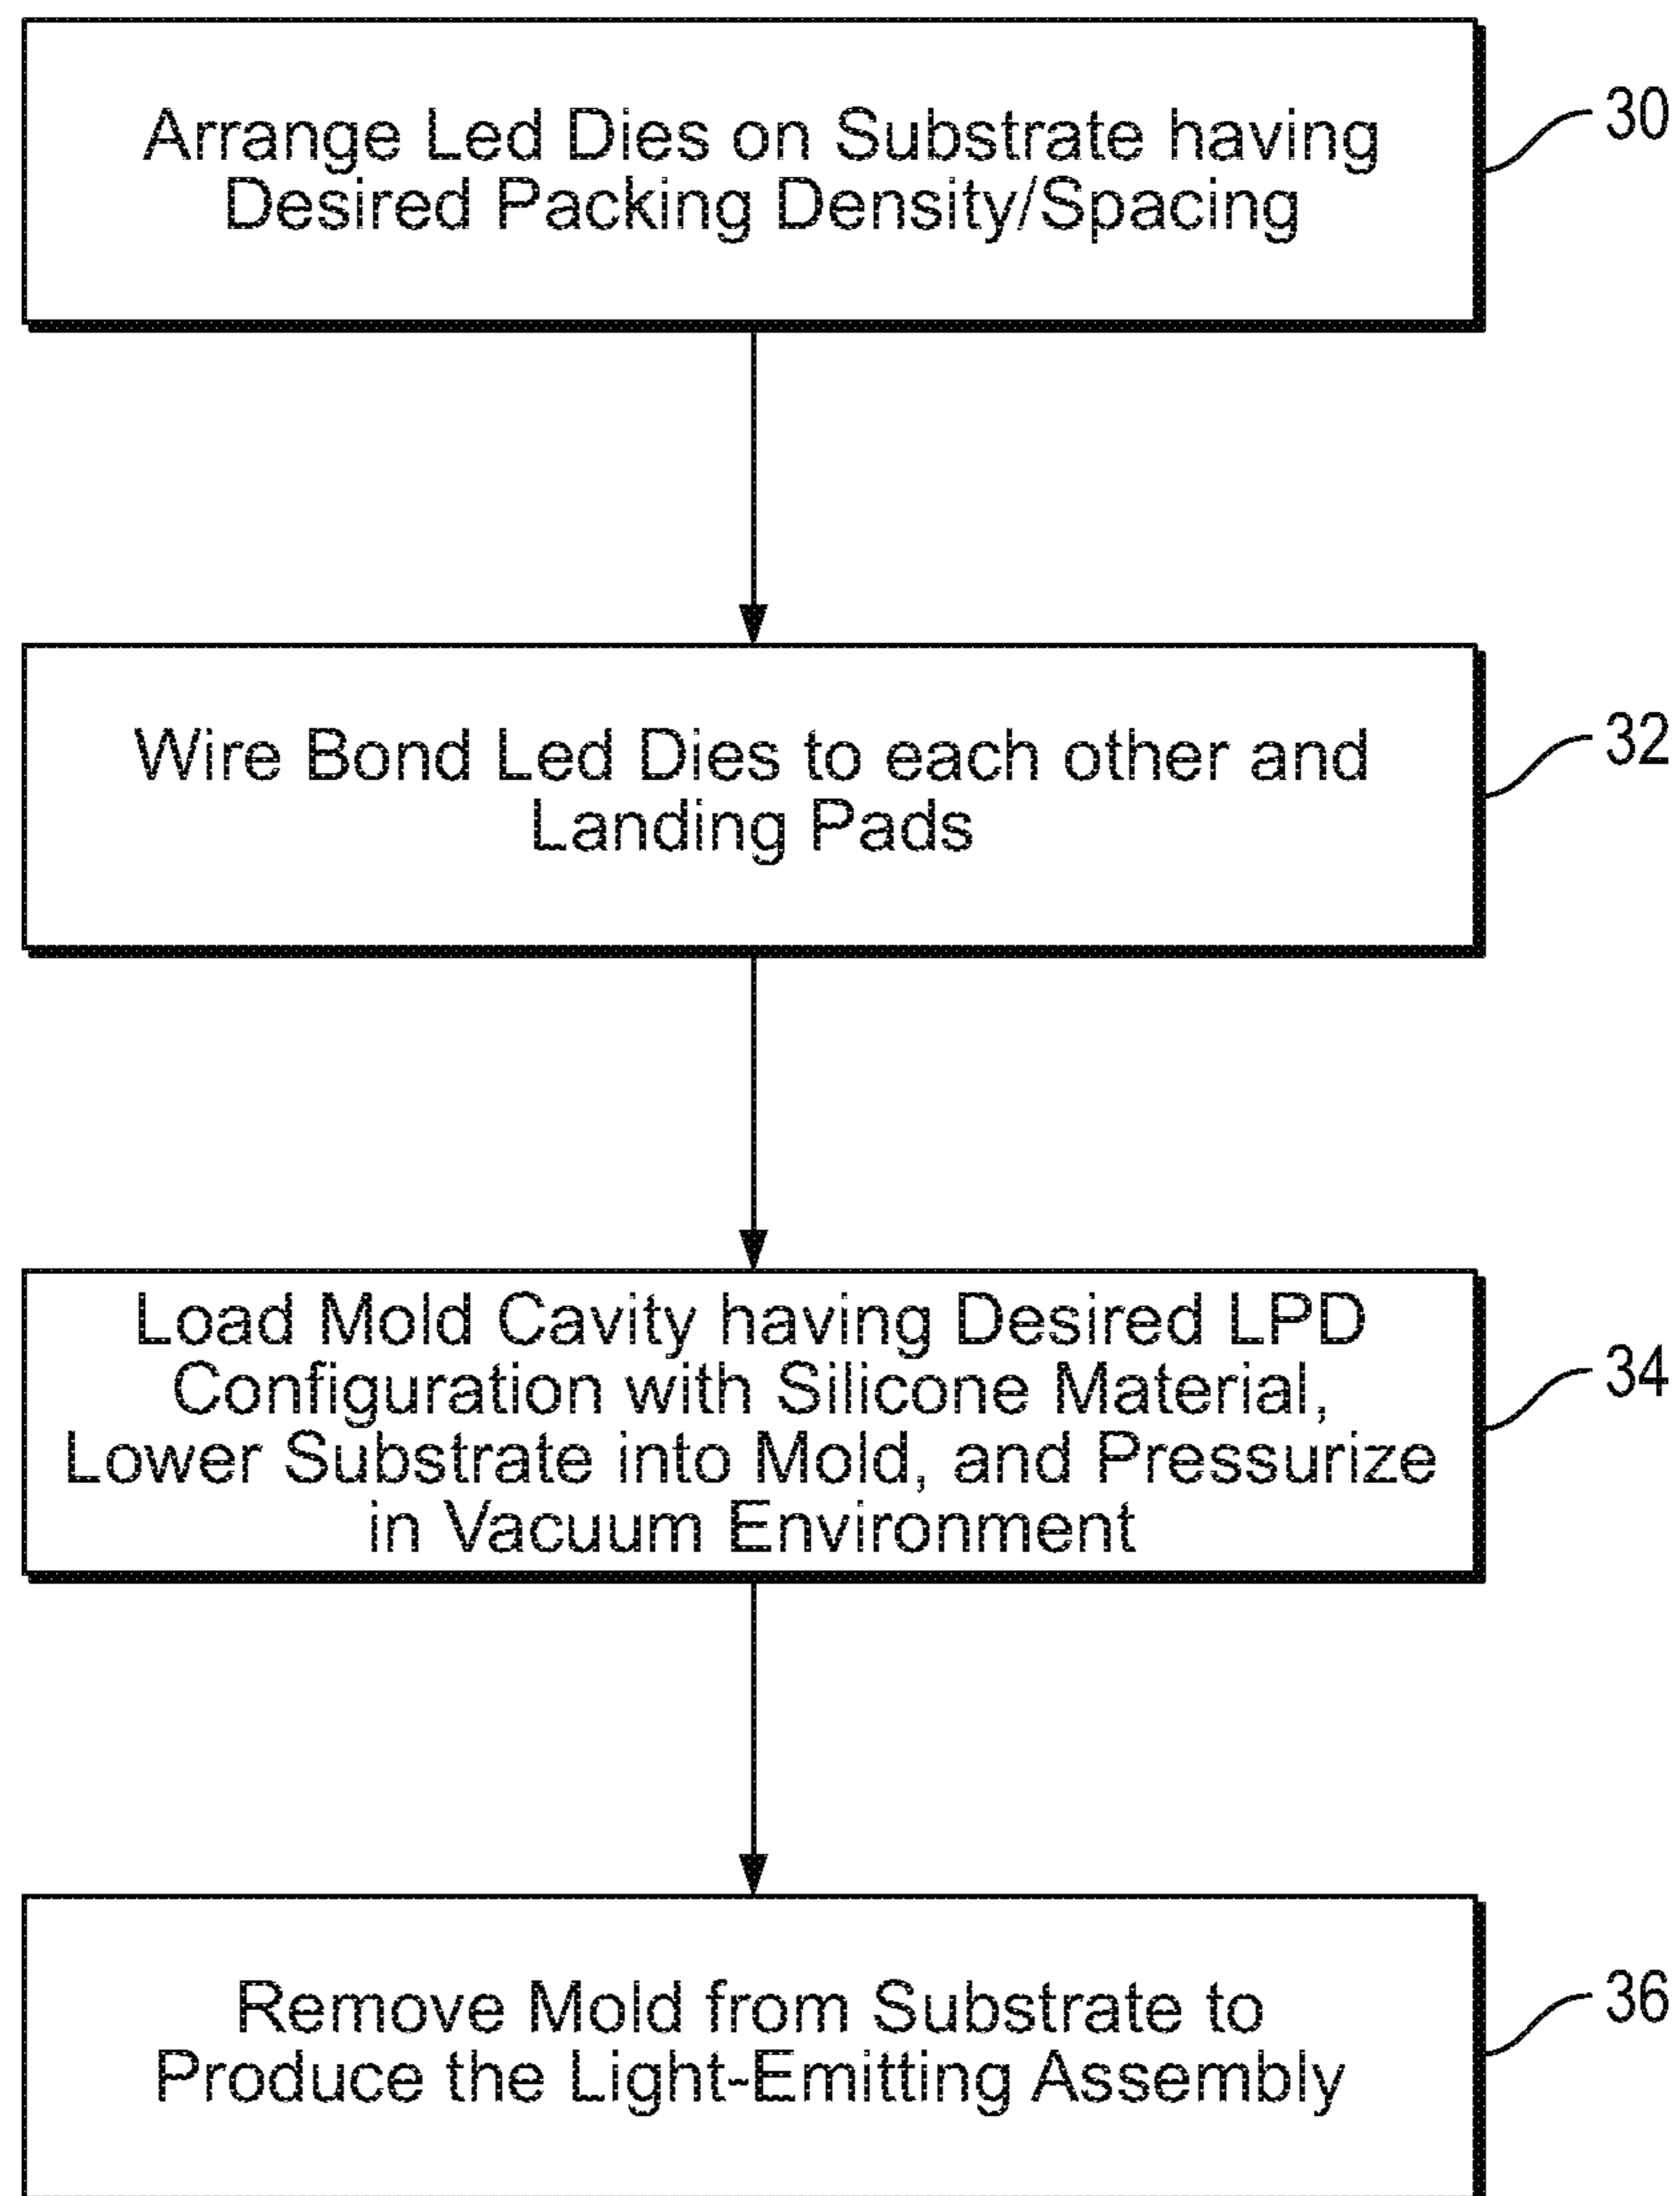 Arrange Led Dies on Substrate having
Desired Packing Density/Spacing
30
Wire Bond Led Dies to each other and
Landing Pads
32
Load Mold Cavity having Desired LPD
Configuration with Silicone Material,
Lower Substrate into Mold, and Pressurize
in Vacuum Environment
34
Remove Mold from Substrate to
Produce the Light-Emitting Assembly
36